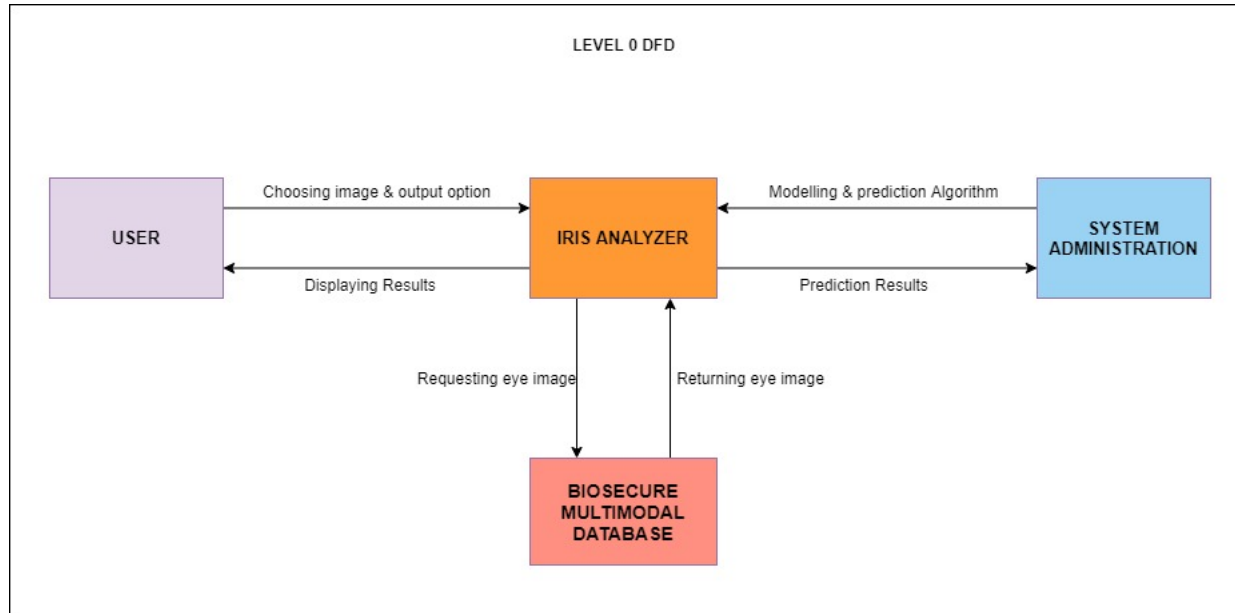 LEVEL 0 DFD
Choosing image & output option
Modelling & prediction Algorithm
USER
IRIS ANALYZER
SYSTEM
ADMINISTRATION
Displaying Results
Prediction Results
Requesting eye image
Returning eye image
BIOSECURE
MULTIMODAL
DATABASE